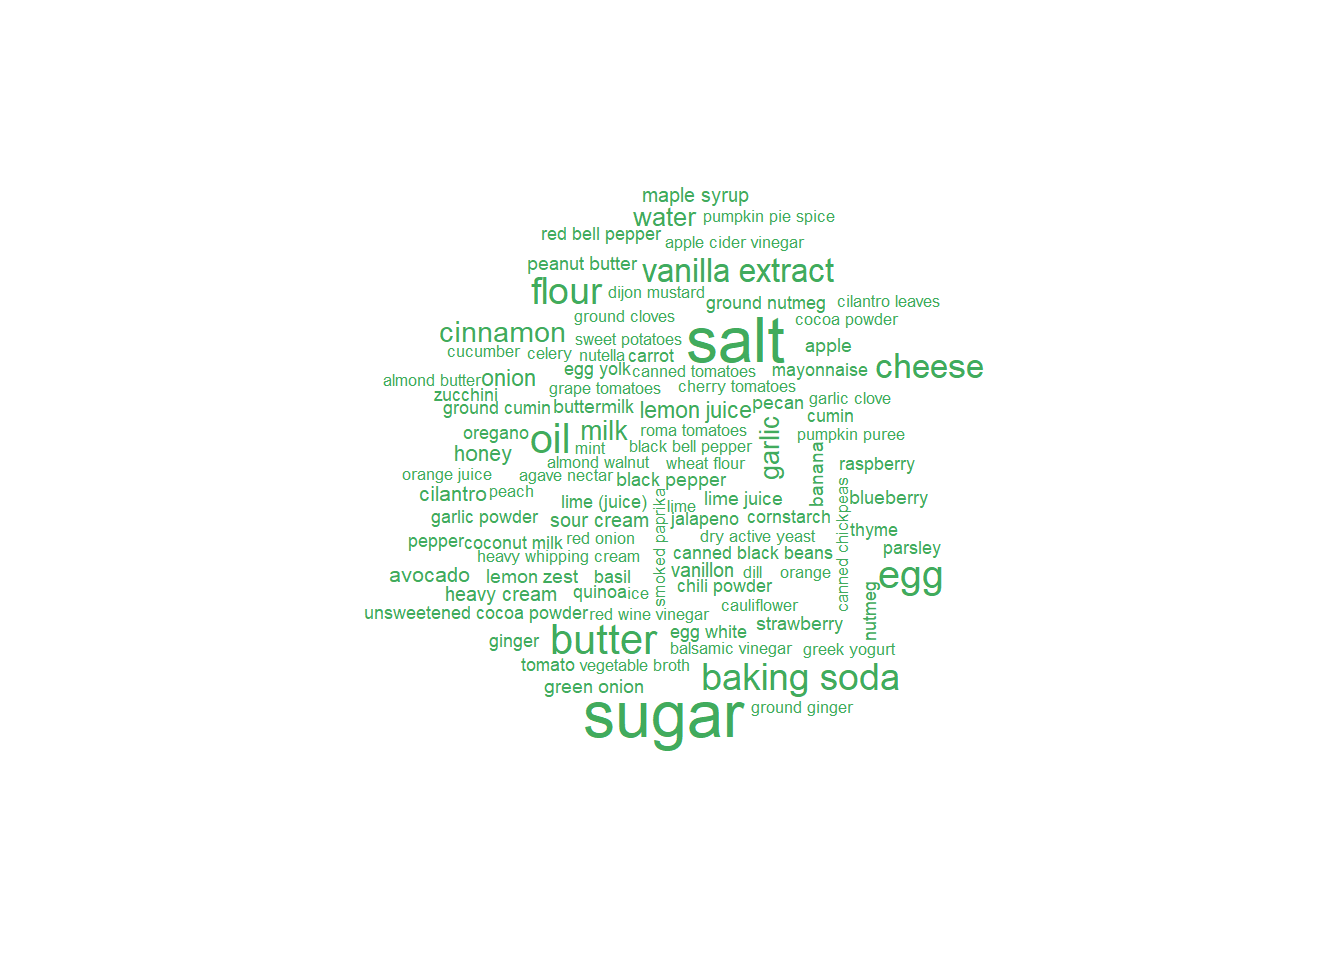 maple syrup
water
pumpkin pie spice
red bell pepper
apple cider vinegar
peanut butter
vanilla extract
flour
dijon mustard
ground nutmeg
cilantro leaves
ground cloves
cocoa powder
cinnamon
sweet potatoes
salt
apple
cucumber
celery
nutella
carrot
cheese
almond butter
onion
egg yolk
canned tomatoes
mayonnaise
zucchini
grape tomatoes
cherry tomatoes
ground cumin
buttermilk
lemon juice
pecan
garlic clove
cumin
oregano
oil
milk
roma tomatoes
garlic
pumpkin puree
honey
mint
black bell pepper
almond walnut
wheat flour
banana
raspberry
orange juice
agave nectar
black pepper
cilantro
peach
lime (juice)
smoked paprika
lime
lime juice
canned chickpeas
blueberry
garlic powder
sour cream
jalapeno
cornstarch
thyme
pepper
coconut milk
red onion
dry active yeast
parsley
heavy whipping cream
canned black beans
avocado
lemon zest
basil
vanillon
dill
orange
egg
heavy cream
quinoa
ice
chili powder
nutmeg
unsweetened cocoa powder
red wine vinegar
cauliflower
strawberry
ginger
butter
egg white
balsamic vinegar
greek yogurt
tomato
vegetable broth
green onion
baking soda
sugar
ground ginger